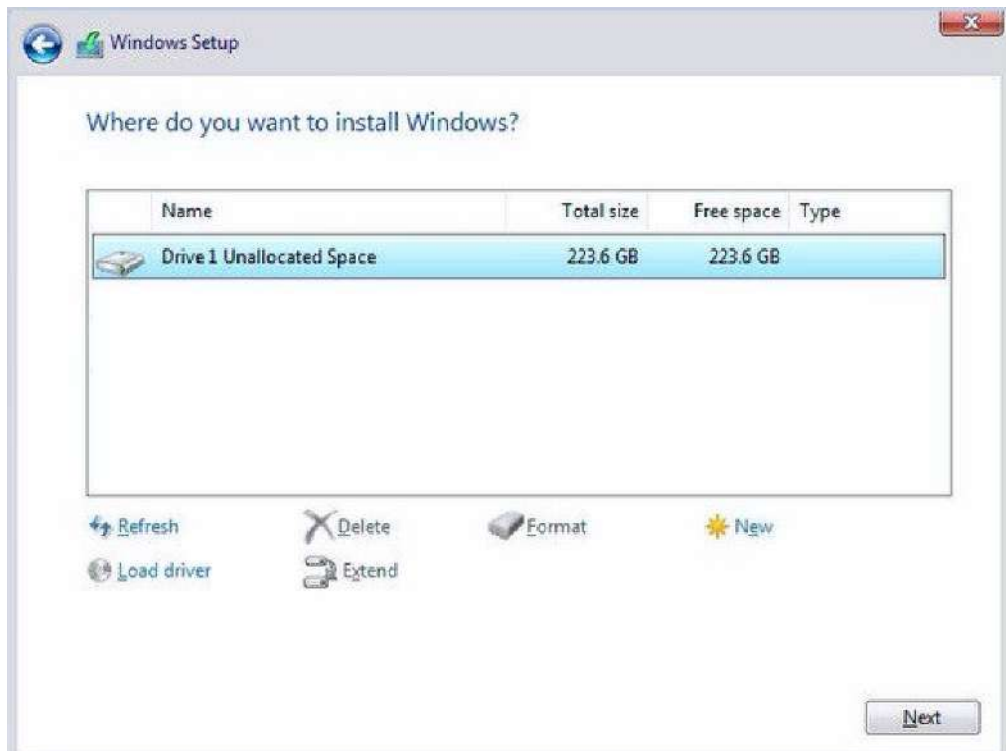 Windows Setup
Where do you want to install Windows?
Name Total size Free space Type
Drive 1 Unallocated Space 223.6 GB 223.6 GB
Refresh Delete Format New
Load driver Extend
Next